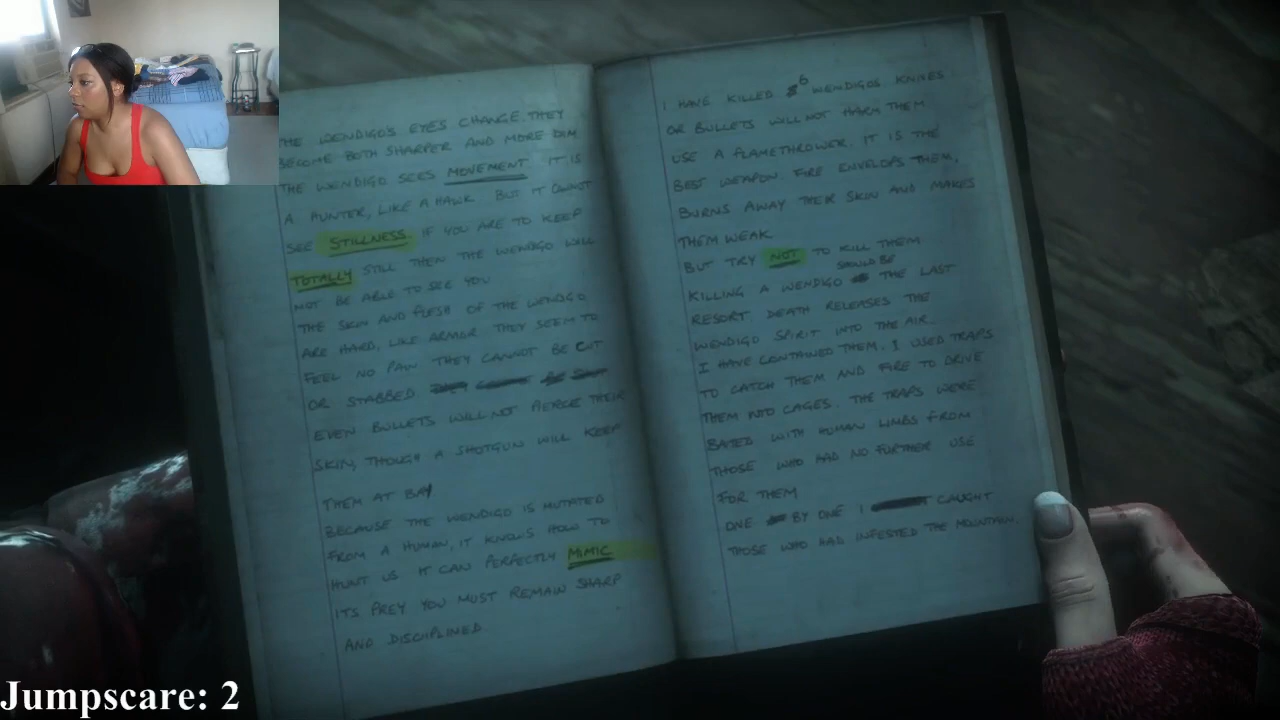 THE WENDIGO'S EYES CHANGE. THEY
BECOME BOTH SHARPER AND MORE DIM
THE WENDIGO SEES MOVEMENT. IT IS
A HUNTER, LIKE A HAWK BUT IT CANNOT
SEE STILLNESS IF YOU ARE TO KEEP
TOTALLY STILL THEN THE WENDIGO WILL
NOT BE ABLE TO SEE YOU
THE SKIN AND FLESH OF THE WENDIGO
ARE HARD, LIKE ARMOR THEY SEEM TO
FEEL NO PAIN THEY CANNOT BE CUT
OR STABBED
EVEN BULLETS WILL NOT PIERCE THEIR
SKIN, THOUGH A SHOTGUN WILL KEEP
THEM AT BAY
BECAUSE THE WENDIGO IS MUTATED
FROM A HUMAN, IT KNOWS HOW TO
HUNT US. IT CAN PERFECTLY MIMIC
ITS PREY YOU MUST REMAIN SHARP
AND DISCIPLINED
I HAVE KILLED 6 WENDIGOS KNIVES
OR BULLETS WILL NOT HARM THEM
USE A FLAMETHROWER. IT IS THE
BEST WEAPON. FIRE ENVELOPS THEM,
BURNS AWAY THEIR SKIN AND MAKES
THEM WEAK
BUT TRY NOT TO KILL THEM
KILLING A WENDIGO SHOULD BE THE LAST
RESORT DEATH RELEASES THE
WENDIGO SPIRIT INTO THE AIR.
I HAVE CONTAINED THEM. I USED TRAPS
TO CATCH THEM AND FIRE TO DRIVE
THEM INTO CAGES. THE TRAPS WERE
BATED WITH HUMAN LIMBS FROM
THOSE WHO HAD NO FURTHER USE
FOR THEM
ONE BY ONE I CAUGHT
THOSE WHO HAD INFESTED THE MOUNTAIN.
Jumpscare: 2